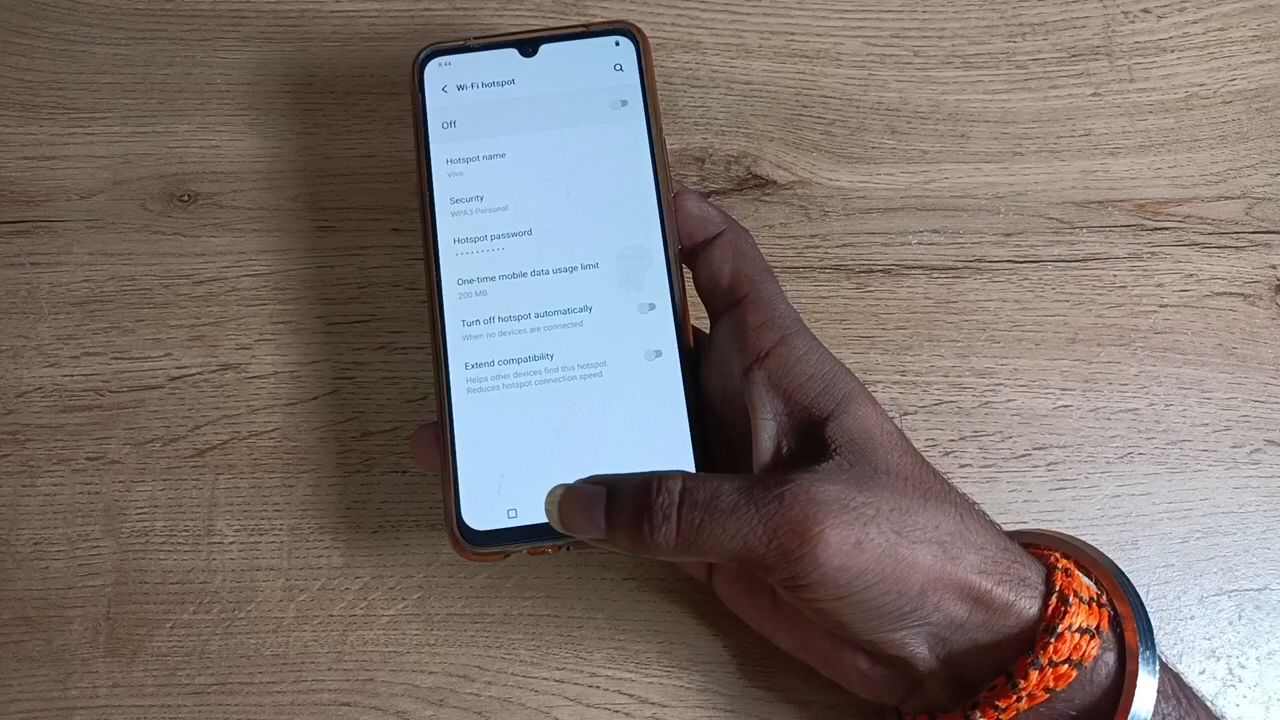 8:44
Wi-Fi hotspot
Off
Hotspot name
Vivo
Security
WPA3-Personal
Hotspot password
••••••••••
One-time mobile data usage limit
200 MB
Turn off hotspot automatically
When no devices are connected
Extend compatibility
Helps other devices find this hotspot.
Reduces hotspot connection speed.